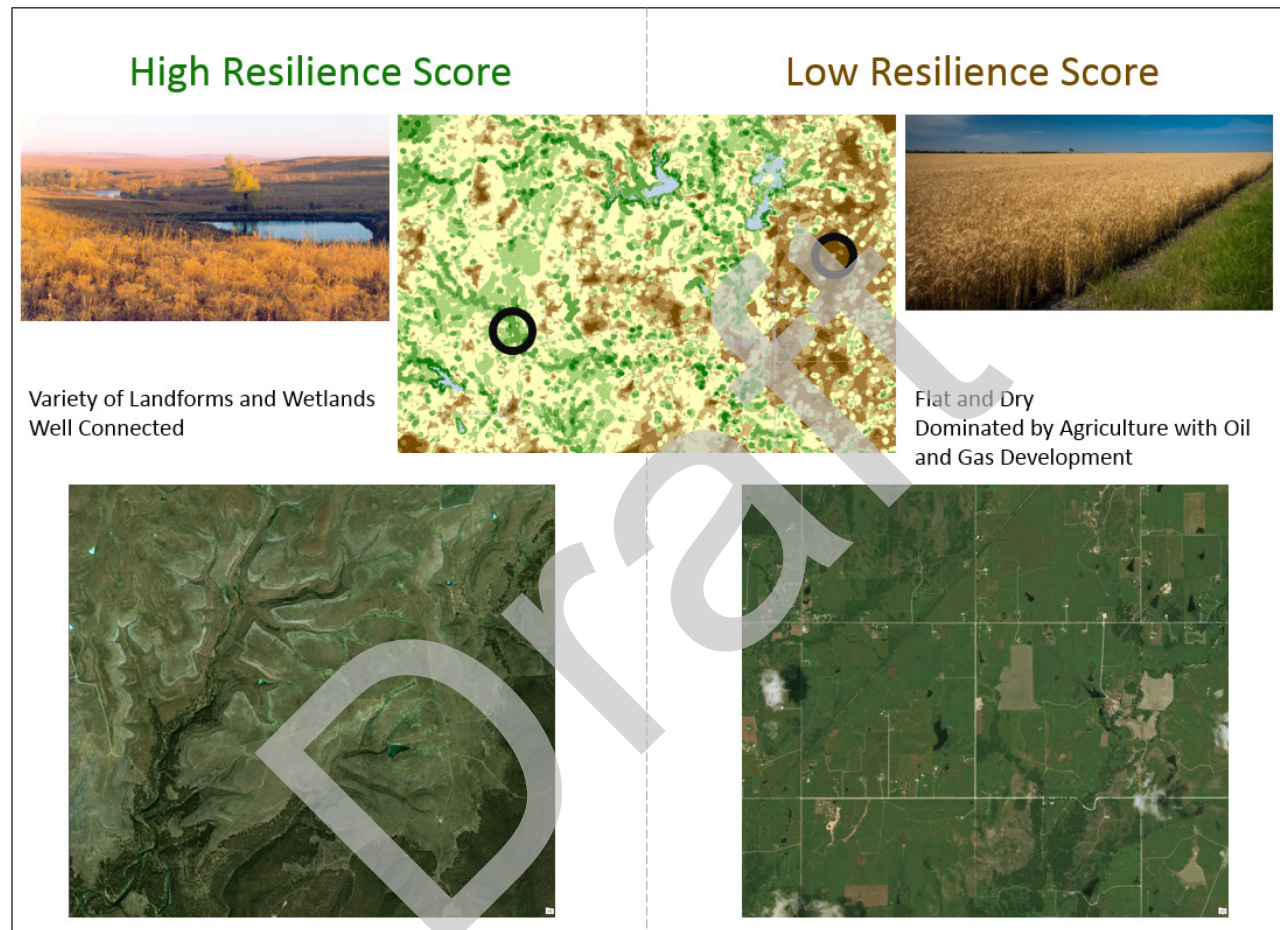 High Resilience Score
Low Resilience Score
Variety of Landforms and Wetlands
Well Connected
Flat and Dry
Dominated by Agriculture with Oil
and Gas Development
Draft